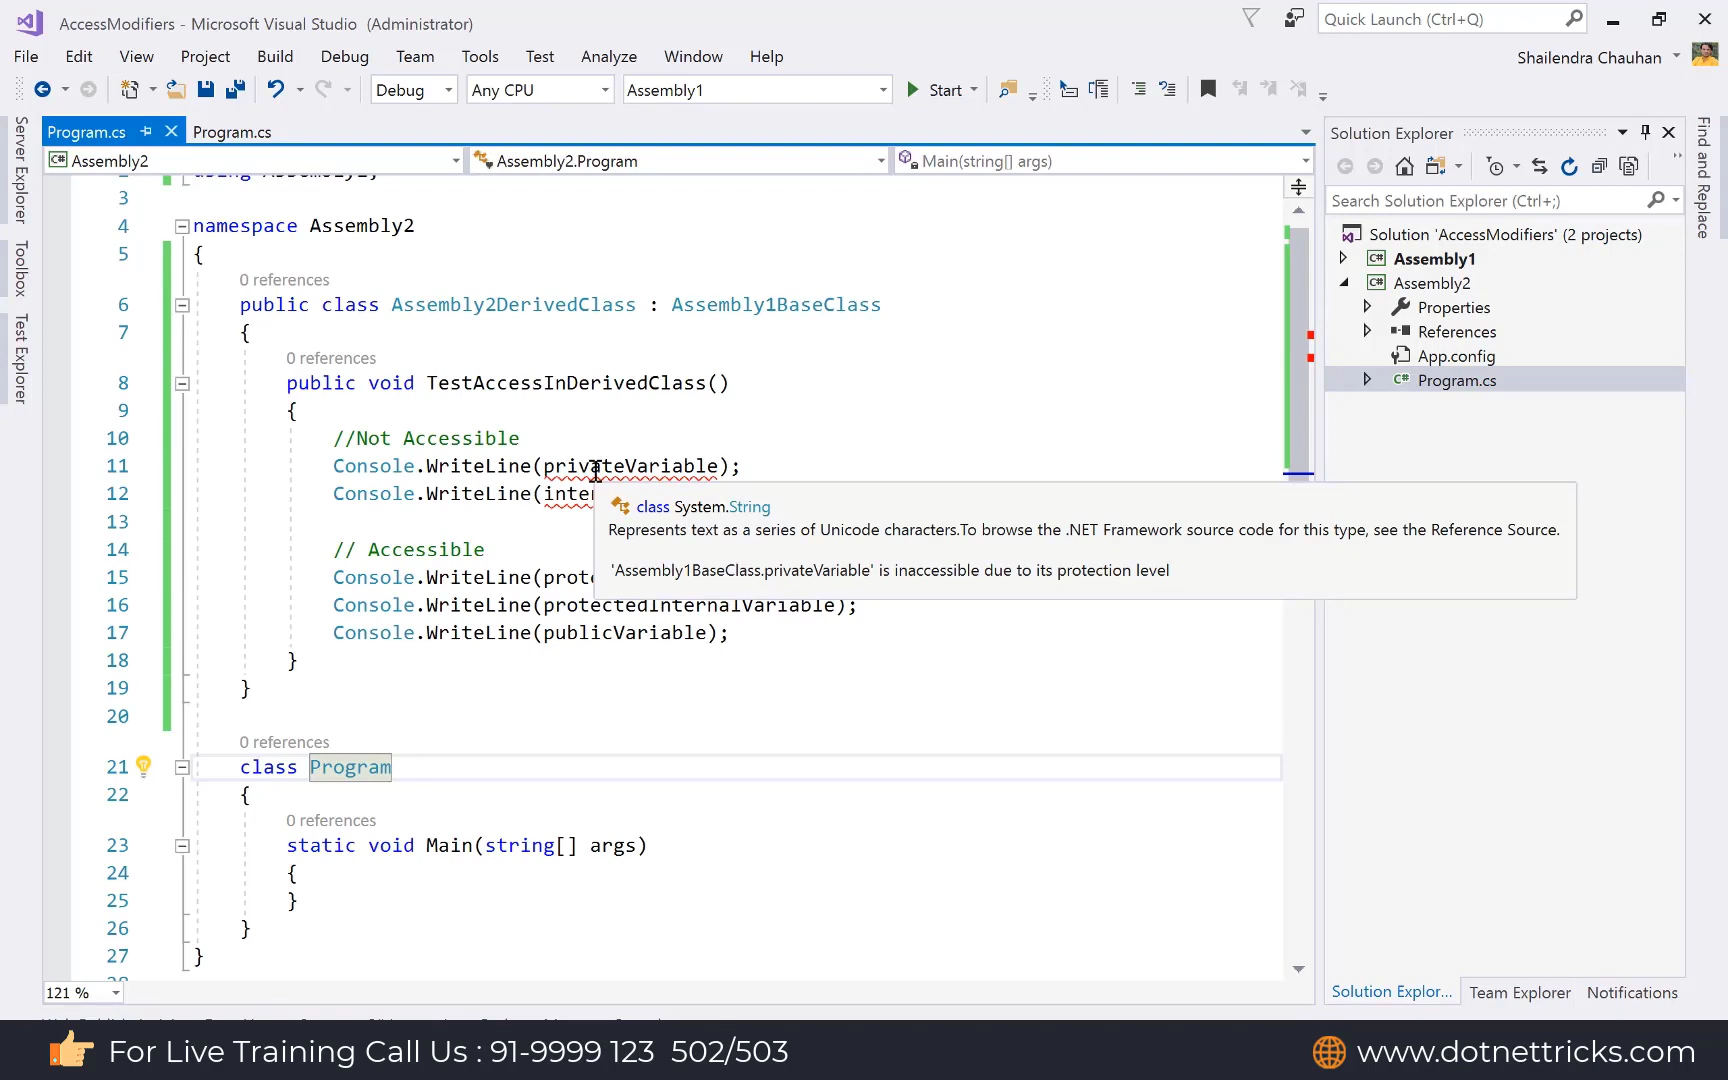 AccessModifiers - Microsoft Visual Studio (Administrator)
Quick Launch (Ctrl+Q)
File Edit View Project Build Debug Team Tools Test Analyze Window Help
Shailendra Chauhan
Debug Any CPU Assembly1 Start
Server Explorer
Toolbox
Test Explorer
Program.cs Program.cs
Assembly2 Assembly2.Program Main(string[] args)
3
4 namespace Assembly2
5 {
0 references
6 public class Assembly2DerivedClass : Assembly1BaseClass
7 {
0 references
8 public void TestAccessInDerivedClass()
9 {
10 //Not Accessible
11 Console.WriteLine(privateVariable);
12 Console.WriteLine(inter
class System.String
Represents text as a series of Unicode characters.To browse the .NET Framework source code for this type, see the Reference Source.
'Assembly1BaseClass.privateVariable' is inaccessible due to its protection level
13
14 // Accessible
15 Console.WriteLine(prote
16 Console.WriteLine(protectedInternalVariable);
17 Console.WriteLine(publicVariable);
18 }
19 }
20
0 references
21 class Program
22 {
0 references
23 static void Main(string[] args)
24 {
25 }
26 }
27 }
121 %
Solution Explorer
Search Solution Explorer (Ctrl+;)
Solution 'AccessModifiers' (2 projects)
Assembly1
Assembly2
Properties
References
App.config
Program.cs
Solution Explor... Team Explorer Notifications
Find and Replace
For Live Training Call Us : 91-9999 123 502/503
www.dotnettricks.com